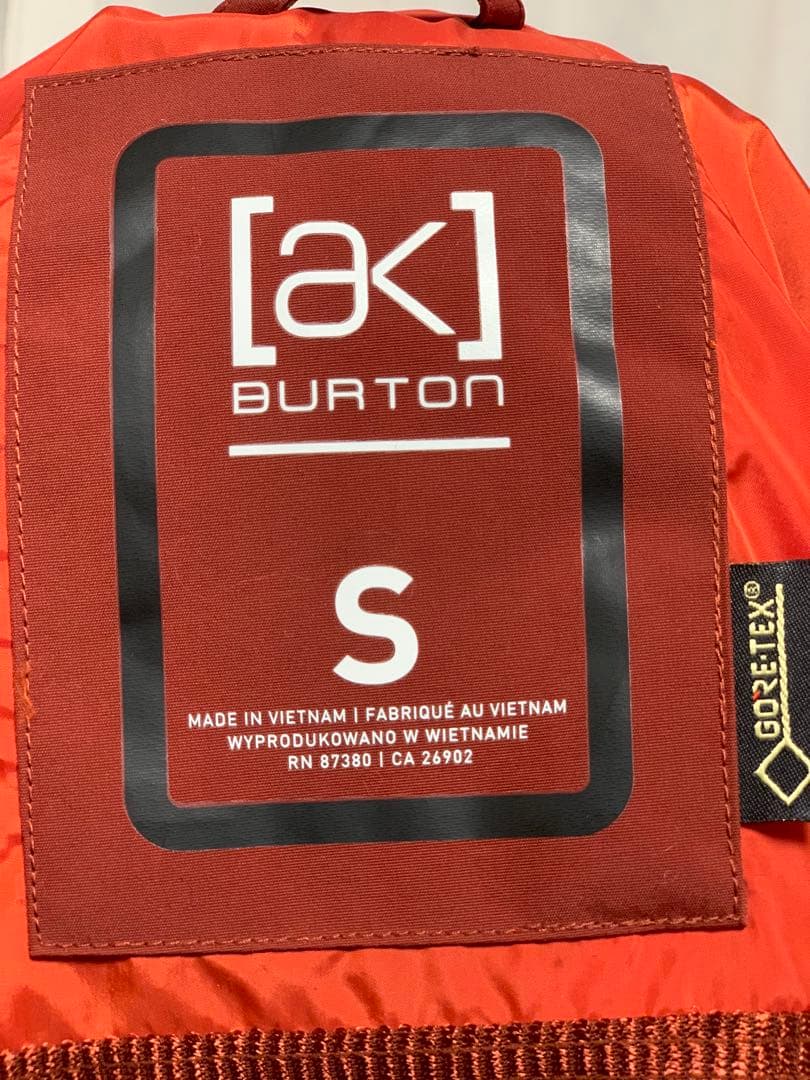 [ak]
BURTON
S
MADE IN VIETNAM | FABRIQUÉ AU VIETNAM
WYPRODUKOWANO W WIETNAMIE
RN 87380 | CA 26902
GORE-TEX®